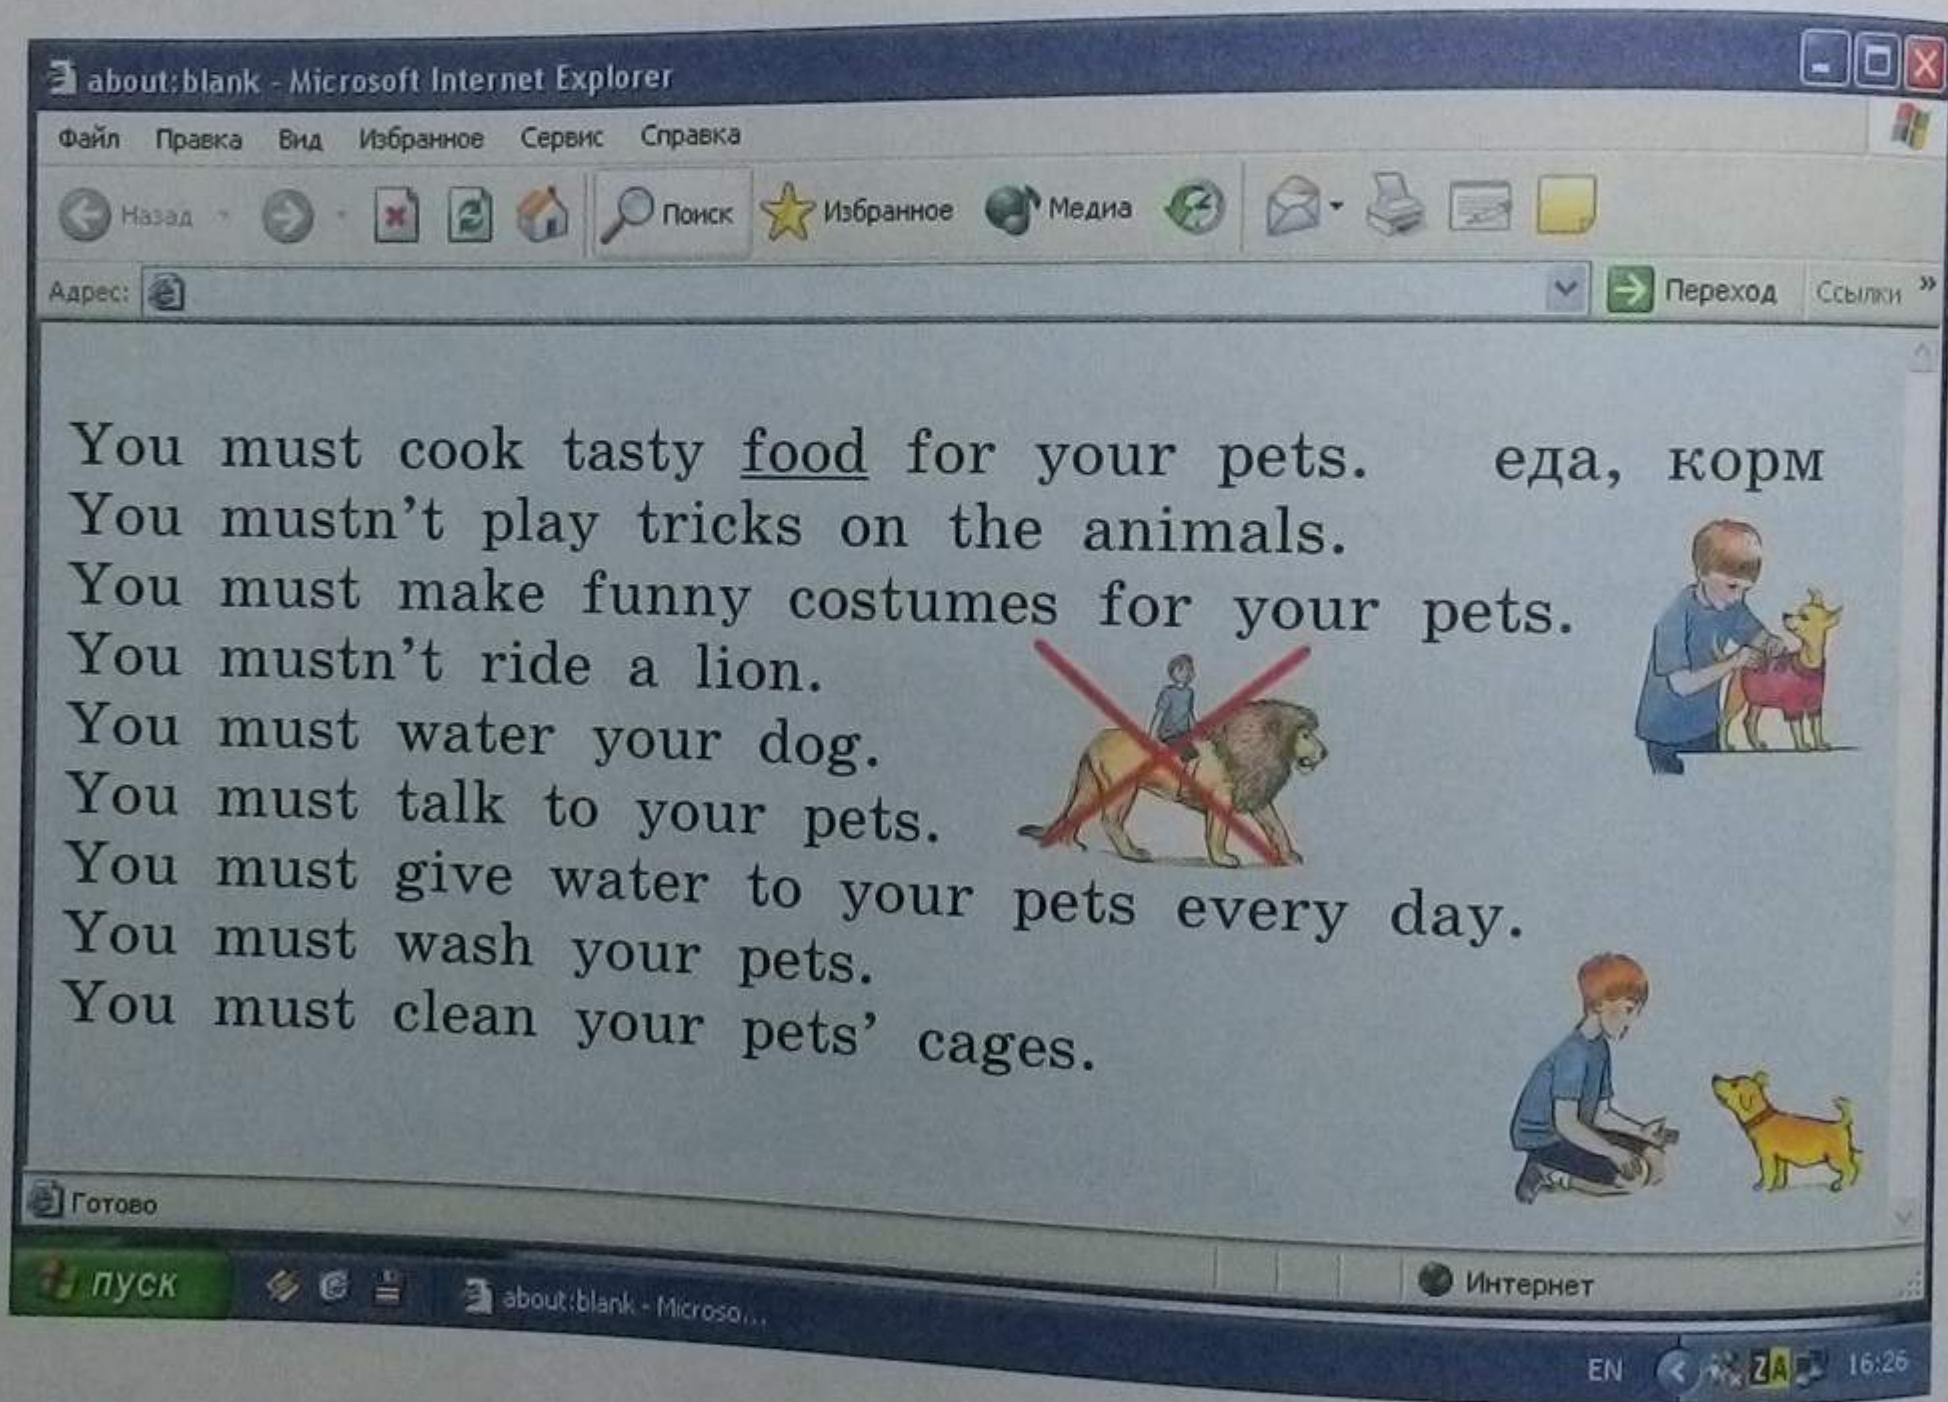 about:blank - Microsoft Internet Explorer
Файл Правка Вид Избранное Сервис Справка
Назад Поиск Избранное Медиа
Адрес: Переход Ссылки »
You must cook tasty food for your pets. еда, корм
You mustn't play tricks on the animals.
You must make funny costumes for your pets.
You mustn't ride a lion.
You must water your dog.
You must talk to your pets.
You must give water to your pets every day.
You must wash your pets.
You must clean your pets' cages.
Готово
Интернет
пуск about:blank - Microso...
EN ZA 16:26